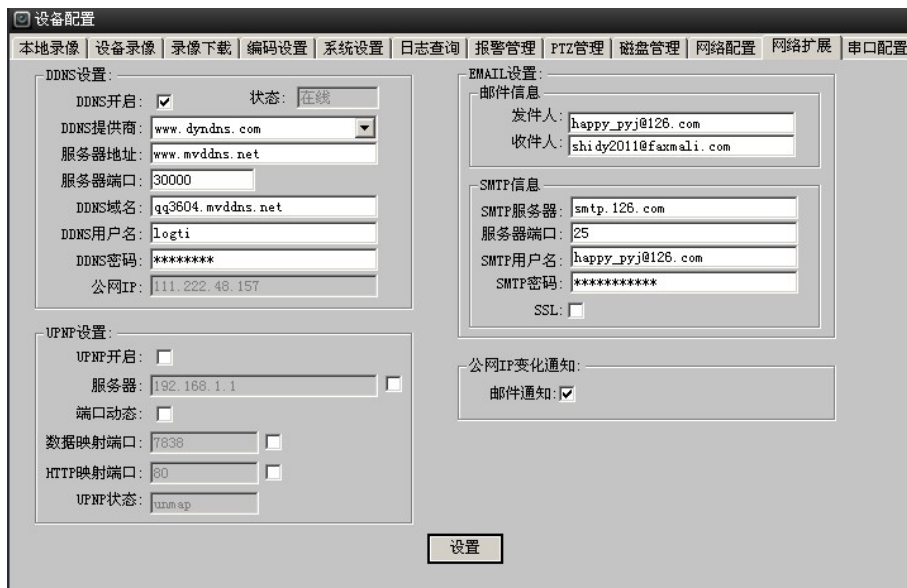 设备配置
本地录像 设备录像 录像下载 编码设置 系统设置 日志查询 报警管理 PTZ管理 磁盘管理 网络配置 网络扩展 串口配置
DDNS设置:
DDNS开启: 状态: 在线
DDNS提供商: www.dyndns.com
服务器地址: www.mvddns.net
服务器端口: 30000
DDNS域名: qq3604.mvddns.net
DDNS用户名: logti
DDNS密码: ********
公网IP: 111.222.48.157
UPNP设置:
UPNP开启:
服务器: 192.168.1.1
端口动态:
数据映射端口: 7838
HTTP映射端口: 80
UPNP状态: unmap
EMAIL设置:
邮件信息
发件人: happy_pyj@126.com
收件人: shidy2011@faxmali.com
SMTP信息
SMTP服务器: smtp.126.com
服务器端口: 25
SMTP用户名: happy_pyj@126.com
SMTP密码: ***********
SSL:
公网IP变化通知:
邮件通知:
设置